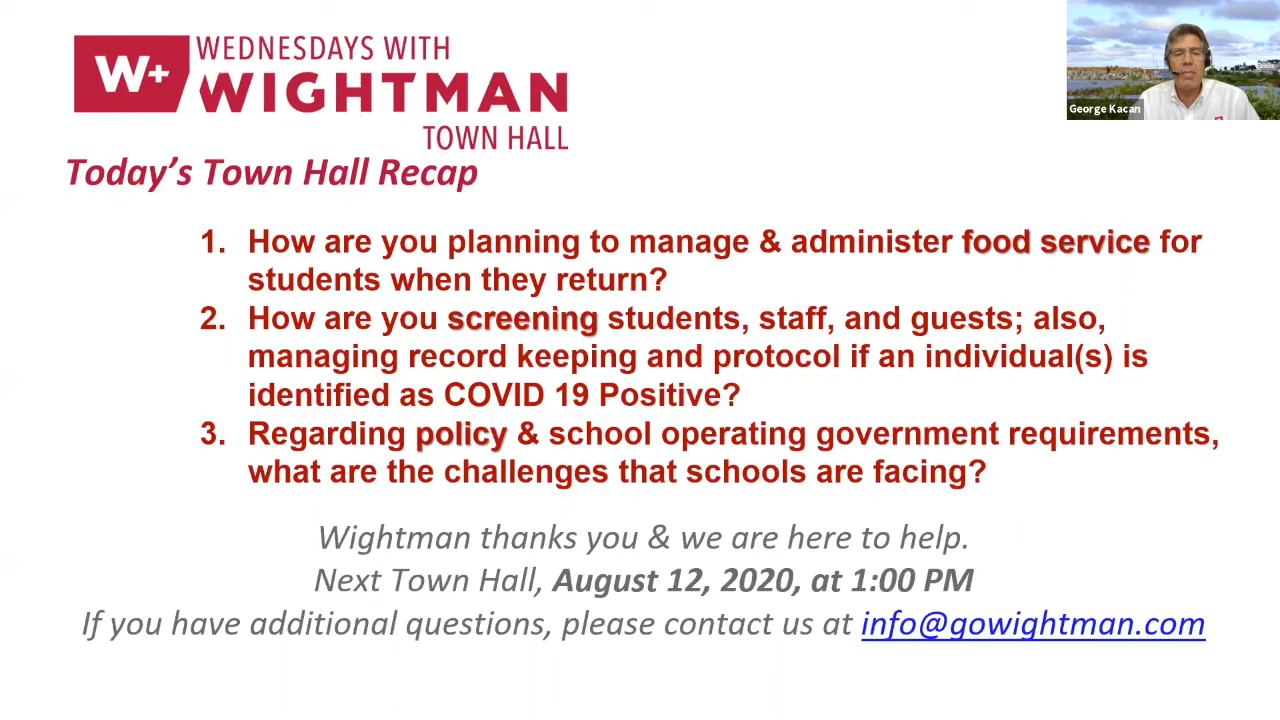 W+ WEDNESDAYS WITH
WIGHTMAN
TOWN HALL
George Kacan
Today's Town Hall Recap
1. How are you planning to manage & administer food service for
students when they return?
2. How are you screening students, staff, and guests; also,
managing record keeping and protocol if an individual(s) is
identified as COVID 19 Positive?
3. Regarding policy & school operating government requirements,
what are the challenges that schools are facing?
Wightman thanks you & we are here to help.
Next Town Hall, August 12, 2020, at 1:00 PM
If you have additional questions, please contact us at info@gowightman.com